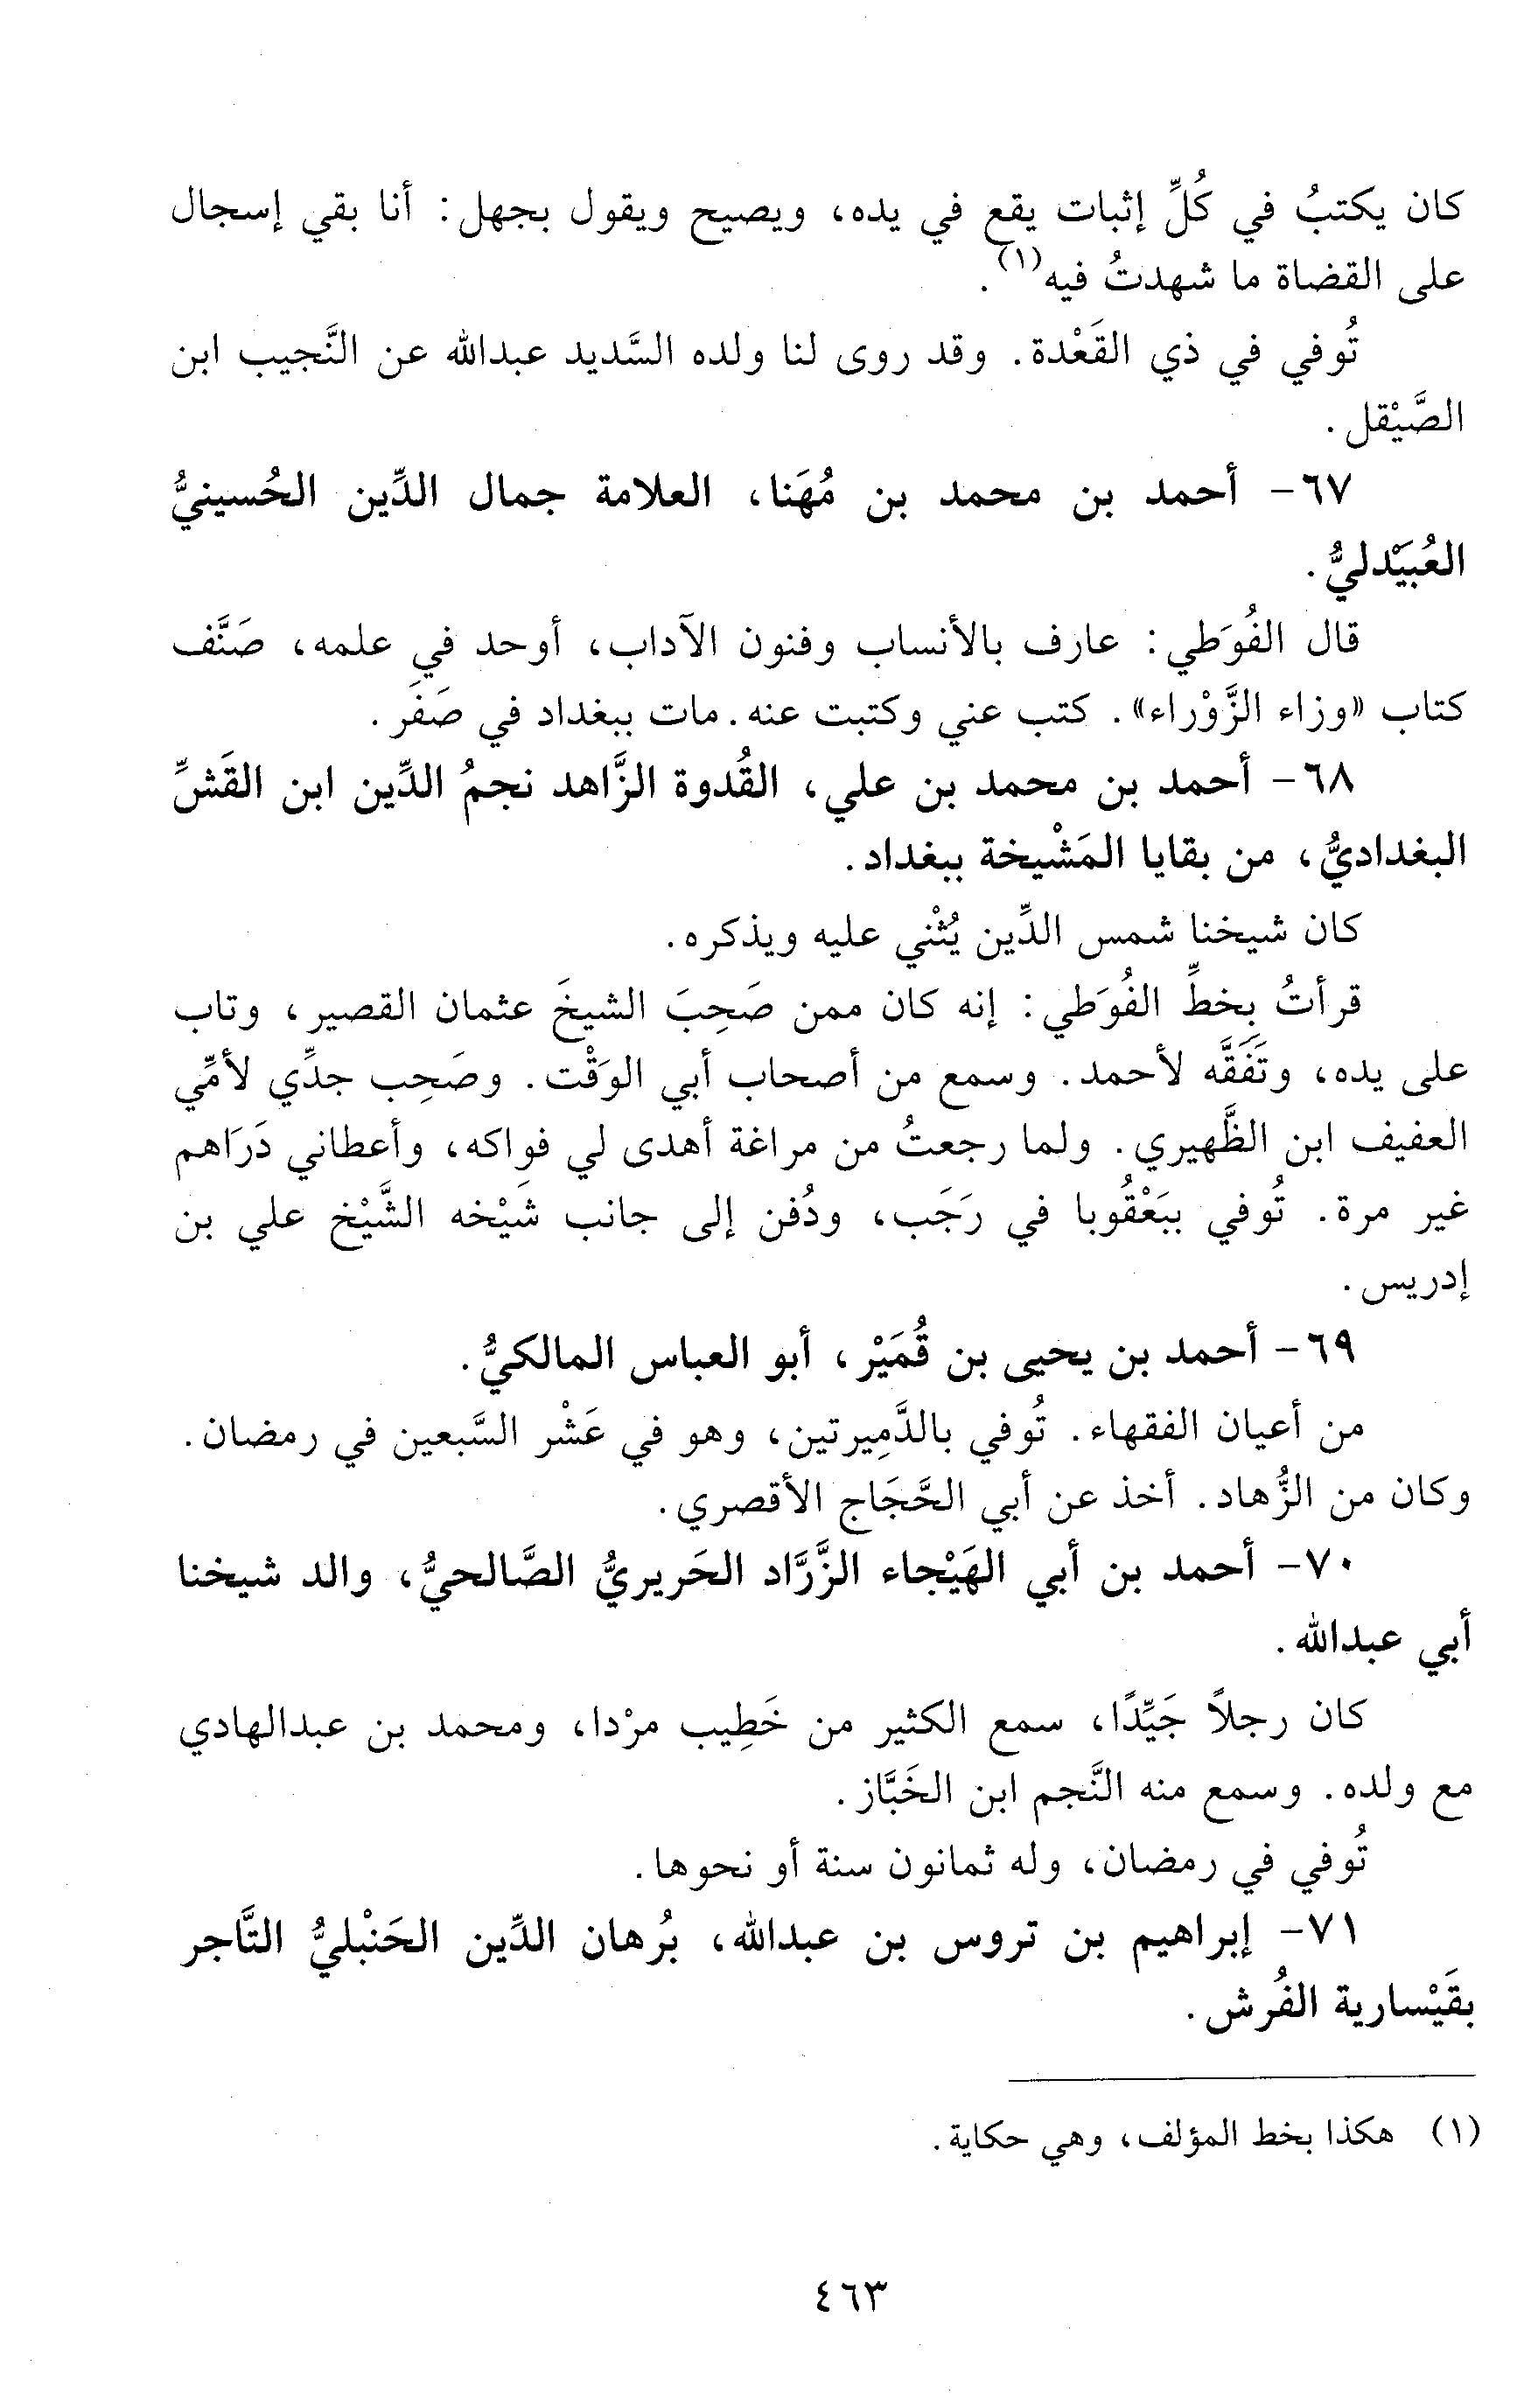 كان يكتبُ في كُلِّ إثبات يقع في يده، ويصيح ويقول بجهل: أنا بقي إسجال
على القضاة ما شهدتُ فيه(١).
تُوفي في ذي القَعْدة. وقد روى لنا ولده السَّديد عبدالله عن النَّجيب ابن
الصَّيْقل.
٦٧- أحمد بن محمد بن مُهَنا، العلامة جمال الدِّين الحُسينيُّ
العُبَيْدليُّ.
قال الفُوَطي: عارف بالأنساب وفنون الآداب، أوحد في علمه، صَنَّف
كتاب «وزاء الزَّوْراء». كتب عني وكتبت عنه. مات ببغداد في صَفَر.
٦٨- أحمد بن محمد بن علي، القُدوة الزَّاهد نجمُ الدِّين ابن القَشِّ
البغداديُّ، من بقايا المَشْيخة ببغداد.
كان شيخنا شمس الدِّين يُثْني عليه ويذكره.
قرأتُ بِخطِّ الفُوَطي: إنه كان ممن صَحِبَ الشيخَ عثمان القصير، وتاب
على يده، وتَفَقَّه لأحمد. وسمع من أصحاب أبي الوَقْت. وصَحِب جدِّي لأمِّي
العفيف ابن الظَّهيري. ولما رجعتُ من مراغة أهدى لي فواكه، وأعطاني دَرَاهم
غير مرة. تُوفي ببَعْقُوبا في رَجَب، ودُفن إلى جانب شَيْخه الشَّيْخ علي بن
إدريس.
٦٩- أحمد بن يحيى بن قُمَيْر، أبو العباس المالكيُّ.
من أعيان الفقهاء. تُوفي بالدَّمِيرتين، وهو في عَشْر السَّبعين في رمضان.
وكان من الزُّهاد. أخذ عن أبي الحَّجَاج الأقصري.
٧٠- أحمد بن أبي الهَيْجاء الزَّرَّاد الحَريريُّ الصَّالحيُّ، والد شيخنا
أبي عبدالله.
كان رجلاً جَيِّدًا، سمع الكثير من خَطِيب مرْدا، ومحمد بن عبدالهادي
مع ولده. وسمع منه النَّجم ابن الخَبَّاز.
تُوفي في رمضان، وله ثمانون سنة أو نحوها.
٧١- إبراهيم بن تروس بن عبدالله، بُرهان الدِّين الحَنْبليُّ التَّاجر
بقَيْسارية الفُرش.
(١) هكذا بخط المؤلف، وهي حكاية.
٤٦٣